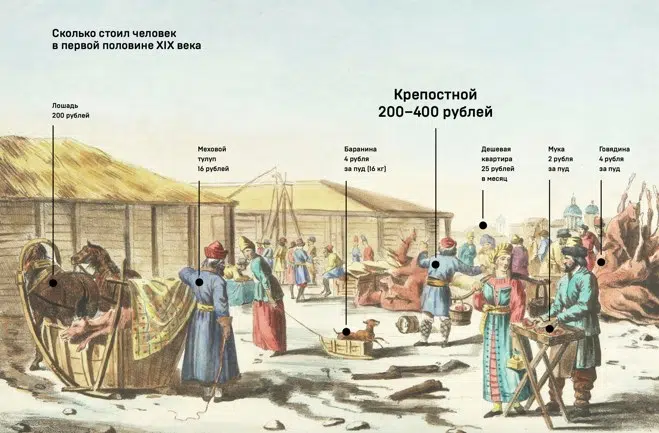 Сколько стоил человек
в первой половине XIX века
Крепостной
200–400 рублей
Лошадь
200 рублей
Меховой
тулуп
16 рублей
Баранина
4 рубля
за пуд (16 кг)
Дешевая
квартира
25 рублей
в месяц
Мука
2 рубля
за пуд
Говядина
4 рубля
за пуд